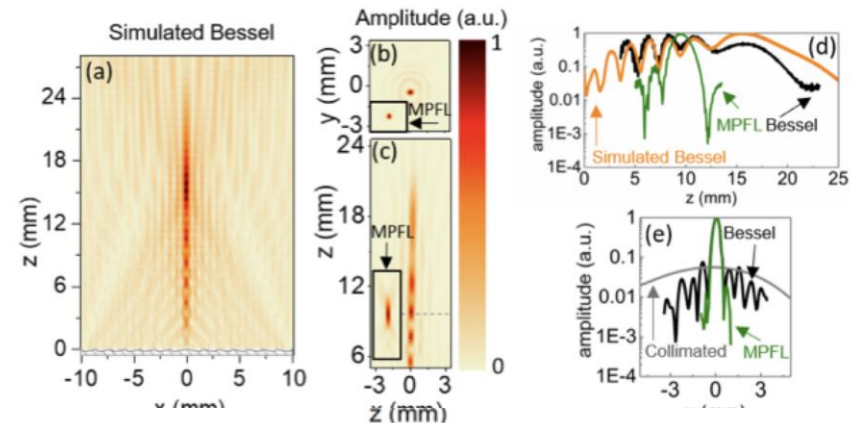 Simulated Bessel
(a)
z (mm)
24
18
12
6
0
-10 -5 0 5 10
Amplitude (a.u.)
(b)
y (mm)
3
0
-3
MPFL
(c)
z (mm)
24
18
12
6
MPFL
-3 0 3
1
0
(d)
amplitude (a.u.)
1
0.1
0.01
1E-3
1E-4
MPFL Bessel
Simulated Bessel
0 5 10 15 20 25
z (mm)
(e)
amplitude (a.u.)
1
0.1
0.01
1E-3
1E-4
Bessel
Collimated
MPFL
-3 0 3